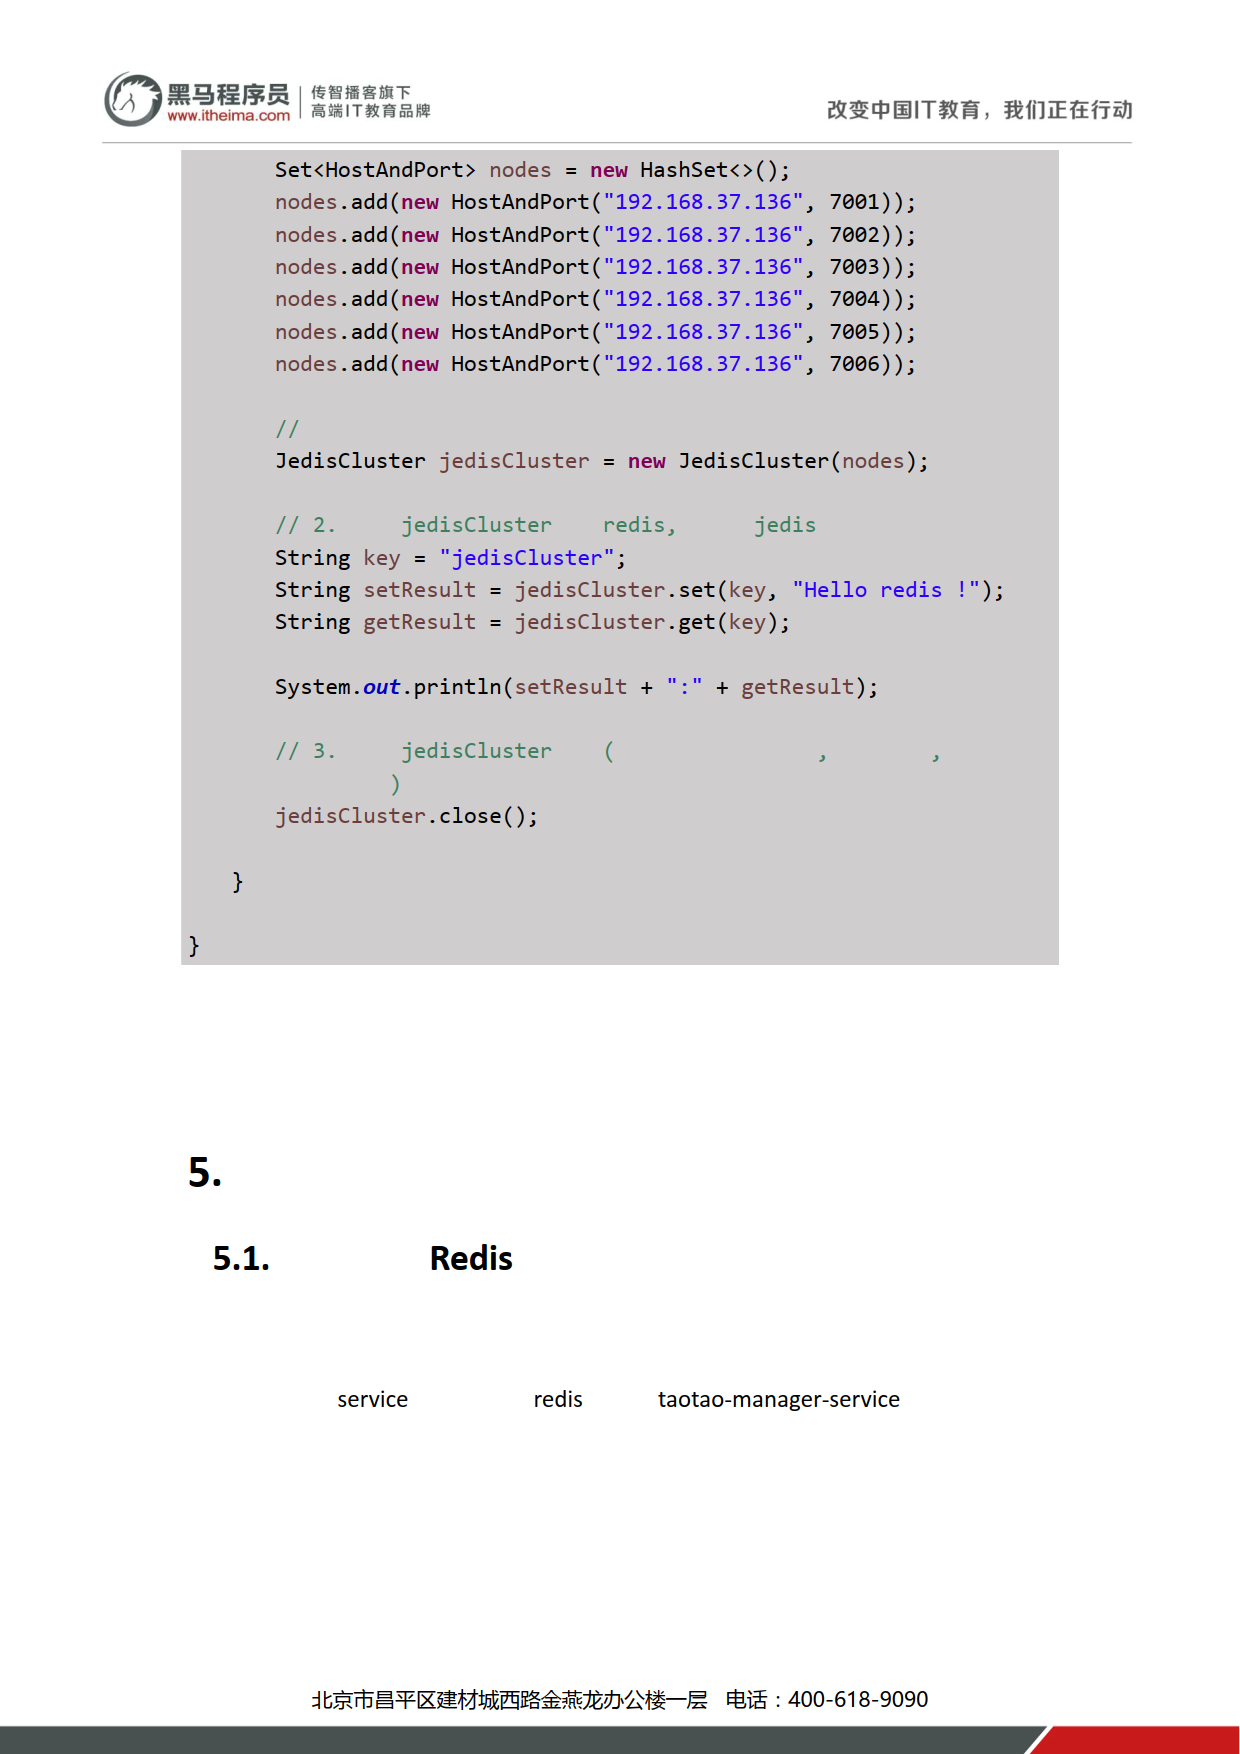 黑马程序员
www.itheima.com
传智播客旗下
高端IT教育品牌
改变中国IT教育，我们正在行动
Set<HostAndPort> nodes = new HashSet<>();
nodes.add(new HostAndPort("192.168.37.136", 7001));
nodes.add(new HostAndPort("192.168.37.136", 7002));
nodes.add(new HostAndPort("192.168.37.136", 7003));
nodes.add(new HostAndPort("192.168.37.136", 7004));
nodes.add(new HostAndPort("192.168.37.136", 7005));
nodes.add(new HostAndPort("192.168.37.136", 7006));
//
JedisCluster jedisCluster = new JedisCluster(nodes);
// 2. jedisCluster redis, jedis
String key = "jedisCluster";
String setResult = jedisCluster.set(key, "Hello redis !");
String getResult = jedisCluster.get(key);
System.out.println(setResult + ":" + getResult);
// 3. jedisCluster ( , ,
)
jedisCluster.close();
}
}
5.
5.1. Redis
service redis taotao-manager-service
北京市昌平区建材城西路金燕龙办公楼一层 电话：400-618-9090